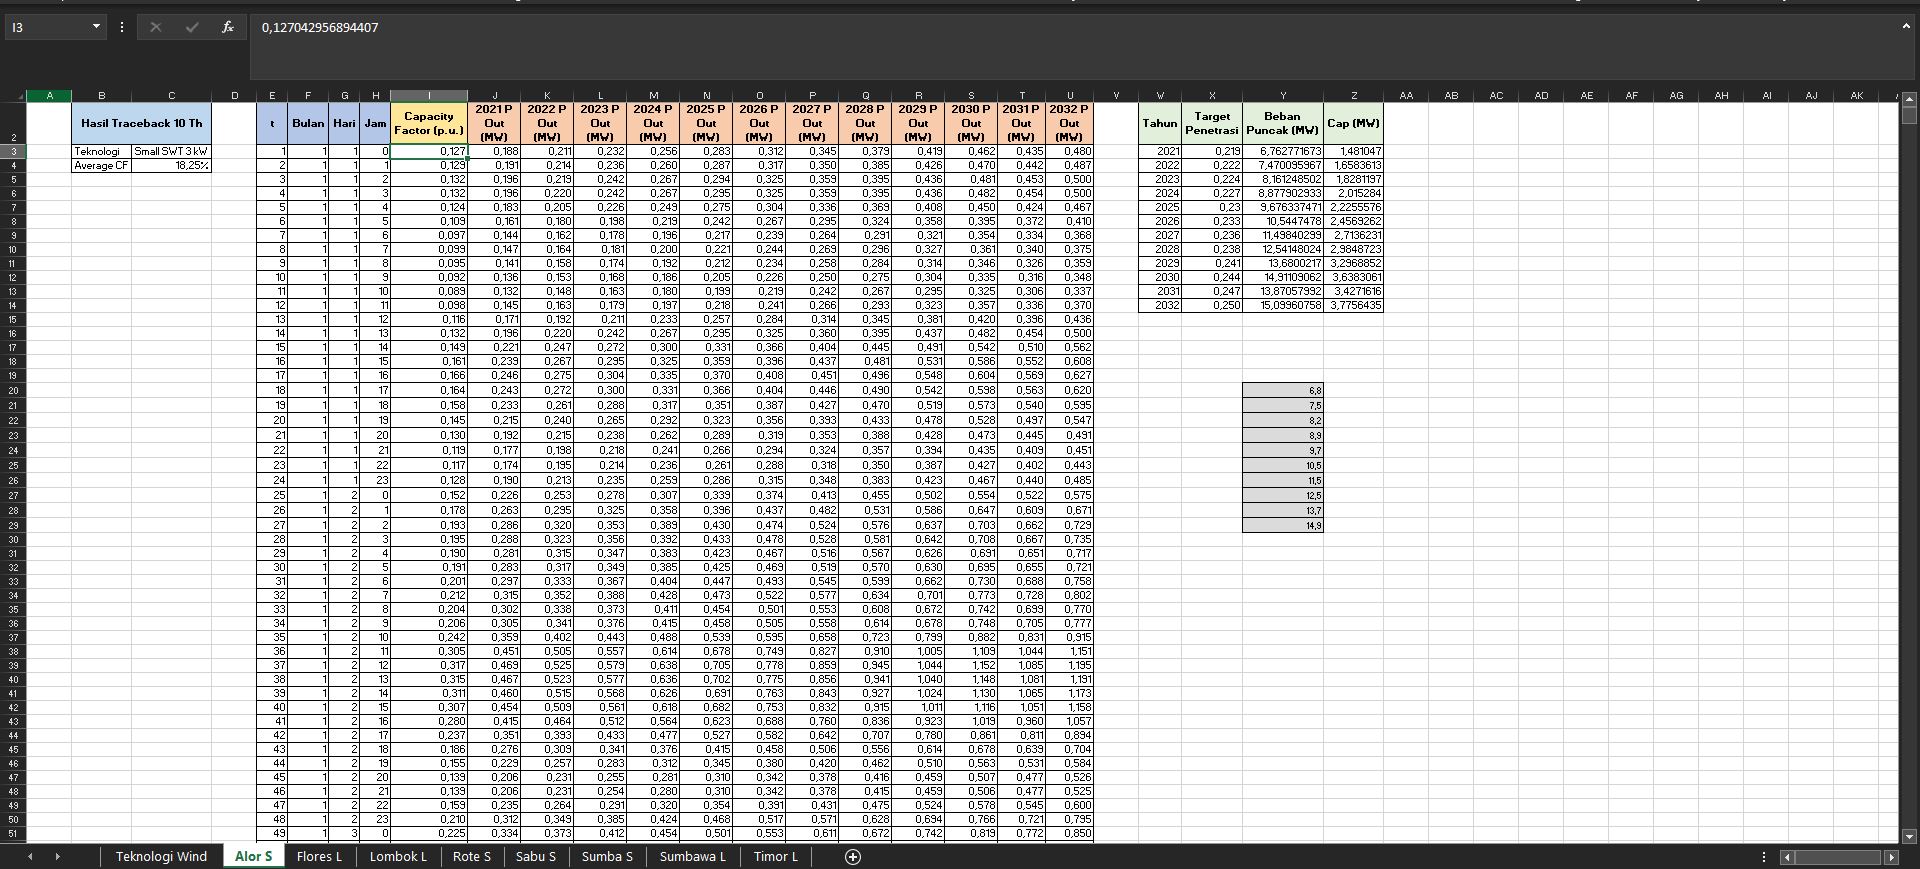 I3
fx
0,127042956894407
A B C D E F G H I J K L M N O P Q R S T U V W X Y Z AA AB AC AD AE AF AG AH AI AJ AK
2 Hasil Traceback 10 Th t Bulan Hari Jam Capacity Factor (p.u.) 2021 P Out (MW) 2022 P Out (MW) 2023 P Out (MW) 2024 P Out (MW) 2025 P Out (MW) 2026 P Out (MW) 2027 P Out (MW) 2028 P Out (MW) 2029 P Out (MW) 2030 P Out (MW) 2031 P Out (MW) 2032 P Out (MW) Tahun Target Penetrasi Beban Puncak (MW) Cap (MW)
3 Teknologi Small SWT 3 kW 1 1 1 0 0,127 0,188 0,211 0,232 0,256 0,283 0,312 0,345 0,379 0,419 0,462 0,435 0,480 2021 0,219 6,762771673 1,481047
4 Average CF 18,25% 2 1 1 1 0,129 0,191 0,214 0,236 0,260 0,287 0,317 0,350 0,385 0,426 0,470 0,442 0,487 2022 0,222 7,470095967 1,6583613
5 3 1 1 2 0,132 0,196 0,219 0,242 0,267 0,294 0,325 0,359 0,395 0,436 0,481 0,453 0,500 2023 0,224 8,161248502 1,8281197
6 4 1 1 3 0,132 0,196 0,220 0,242 0,267 0,295 0,325 0,359 0,395 0,436 0,482 0,454 0,500 2024 0,227 8,877902933 2,015284
7 5 1 1 4 0,124 0,183 0,205 0,226 0,249 0,275 0,304 0,336 0,369 0,408 0,450 0,424 0,467 2025 0,23 9,676337471 2,2255576
8 6 1 1 5 0,109 0,161 0,180 0,198 0,219 0,242 0,267 0,295 0,324 0,358 0,395 0,372 0,410 2026 0,233 10,5447478 2,4569262
9 7 1 1 6 0,097 0,144 0,162 0,178 0,196 0,217 0,239 0,264 0,291 0,321 0,354 0,334 0,368 2027 0,236 11,49840299 2,7136231
10 8 1 1 7 0,099 0,147 0,164 0,181 0,200 0,221 0,244 0,269 0,296 0,327 0,361 0,340 0,375 2028 0,238 12,54148024 2,9848723
11 9 1 1 8 0,095 0,141 0,158 0,174 0,192 0,212 0,234 0,258 0,284 0,314 0,346 0,326 0,359 2029 0,241 13,6800217 3,2968852
12 10 1 1 9 0,092 0,136 0,153 0,168 0,186 0,205 0,226 0,250 0,275 0,304 0,335 0,316 0,348 2030 0,244 14,91109062 3,6383061
13 11 1 1 10 0,089 0,132 0,148 0,163 0,180 0,199 0,219 0,242 0,267 0,295 0,325 0,306 0,337 2031 0,247 13,87057992 3,4271616
14 12 1 1 11 0,098 0,145 0,163 0,179 0,197 0,218 0,241 0,266 0,293 0,323 0,357 0,336 0,370 2032 0,250 15,09960758 3,7756435
15 13 1 1 12 0,116 0,171 0,192 0,211 0,233 0,257 0,284 0,314 0,345 0,381 0,420 0,396 0,436
16 14 1 1 13 0,132 0,196 0,220 0,242 0,267 0,295 0,325 0,360 0,395 0,437 0,482 0,454 0,500
17 15 1 1 14 0,149 0,221 0,247 0,272 0,300 0,331 0,366 0,404 0,445 0,491 0,542 0,510 0,562
18 16 1 1 15 0,161 0,239 0,267 0,295 0,325 0,359 0,396 0,437 0,481 0,531 0,586 0,552 0,608
19 17 1 1 16 0,166 0,246 0,275 0,304 0,335 0,370 0,408 0,451 0,496 0,548 0,604 0,569 0,627
20 18 1 1 17 0,164 0,243 0,272 0,300 0,331 0,366 0,404 0,446 0,490 0,542 0,598 0,563 0,620 6,8
21 19 1 1 18 0,158 0,233 0,261 0,288 0,317 0,351 0,387 0,427 0,470 0,519 0,573 0,540 0,595 7,5
22 20 1 1 19 0,145 0,215 0,240 0,265 0,292 0,323 0,356 0,393 0,433 0,478 0,528 0,497 0,547 8,2
23 21 1 1 20 0,130 0,192 0,215 0,238 0,262 0,289 0,319 0,353 0,388 0,428 0,473 0,445 0,491 8,9
24 22 1 1 21 0,119 0,177 0,198 0,218 0,241 0,266 0,294 0,324 0,357 0,394 0,435 0,409 0,451 9,7
25 23 1 1 22 0,117 0,174 0,195 0,214 0,236 0,261 0,288 0,318 0,350 0,387 0,427 0,402 0,443 10,5
26 24 1 1 23 0,128 0,190 0,213 0,235 0,259 0,286 0,315 0,348 0,383 0,423 0,467 0,440 0,485 11,5
27 25 1 2 0 0,152 0,226 0,253 0,278 0,307 0,339 0,374 0,413 0,455 0,502 0,554 0,522 0,575 12,5
28 26 1 2 1 0,178 0,263 0,295 0,325 0,358 0,396 0,437 0,482 0,531 0,586 0,647 0,609 0,671 13,7
29 27 1 2 2 0,193 0,286 0,320 0,353 0,389 0,430 0,474 0,524 0,576 0,637 0,703 0,662 0,729 14,9
30 28 1 2 3 0,195 0,288 0,323 0,356 0,392 0,433 0,478 0,528 0,581 0,642 0,708 0,667 0,735
31 29 1 2 4 0,190 0,281 0,315 0,347 0,383 0,423 0,467 0,516 0,567 0,626 0,691 0,651 0,717
32 30 1 2 5 0,191 0,283 0,317 0,349 0,385 0,425 0,469 0,519 0,570 0,630 0,695 0,655 0,721
33 31 1 2 6 0,201 0,297 0,333 0,367 0,404 0,447 0,493 0,545 0,599 0,662 0,730 0,688 0,758
34 32 1 2 7 0,212 0,315 0,352 0,388 0,428 0,473 0,522 0,577 0,634 0,701 0,773 0,728 0,802
35 33 1 2 8 0,204 0,302 0,338 0,373 0,411 0,454 0,501 0,553 0,608 0,672 0,742 0,699 0,770
36 34 1 2 9 0,206 0,305 0,341 0,376 0,415 0,458 0,505 0,558 0,614 0,678 0,748 0,705 0,777
37 35 1 2 10 0,242 0,359 0,402 0,443 0,488 0,539 0,595 0,658 0,723 0,799 0,882 0,831 0,915
38 36 1 2 11 0,305 0,451 0,505 0,557 0,614 0,678 0,749 0,827 0,910 1,005 1,109 1,044 1,151
39 37 1 2 12 0,317 0,469 0,525 0,579 0,638 0,705 0,778 0,859 0,945 1,044 1,152 1,085 1,195
40 38 1 2 13 0,315 0,467 0,523 0,577 0,636 0,702 0,775 0,856 0,941 1,040 1,148 1,081 1,191
41 39 1 2 14 0,311 0,460 0,515 0,568 0,626 0,691 0,763 0,843 0,927 1,024 1,130 1,065 1,173
42 40 1 2 15 0,307 0,454 0,509 0,561 0,618 0,682 0,753 0,832 0,915 1,011 1,116 1,051 1,158
43 41 1 2 16 0,280 0,415 0,464 0,512 0,564 0,623 0,688 0,760 0,836 0,923 1,019 0,960 1,057
44 42 1 2 17 0,237 0,351 0,393 0,433 0,477 0,527 0,582 0,642 0,707 0,780 0,861 0,811 0,894
45 43 1 2 18 0,186 0,276 0,309 0,341 0,376 0,415 0,458 0,506 0,556 0,614 0,678 0,639 0,704
46 44 1 2 19 0,155 0,229 0,257 0,283 0,312 0,345 0,380 0,420 0,462 0,510 0,563 0,531 0,584
47 45 1 2 20 0,139 0,206 0,231 0,255 0,281 0,310 0,342 0,378 0,416 0,459 0,507 0,477 0,526
48 46 1 2 21 0,139 0,206 0,231 0,254 0,280 0,310 0,342 0,378 0,415 0,459 0,506 0,477 0,525
49 47 1 2 22 0,159 0,235 0,264 0,291 0,320 0,354 0,391 0,431 0,475 0,524 0,578 0,545 0,600
50 48 1 2 23 0,210 0,312 0,349 0,385 0,424 0,468 0,517 0,571 0,628 0,694 0,766 0,721 0,795
51 49 1 3 0 0,225 0,334 0,373 0,412 0,454 0,501 0,553 0,611 0,672 0,742 0,819 0,772 0,850
Teknologi Wind Alor S Flores L Lombok L Rote S Sabu S Sumba S Sumbawa L Timor L